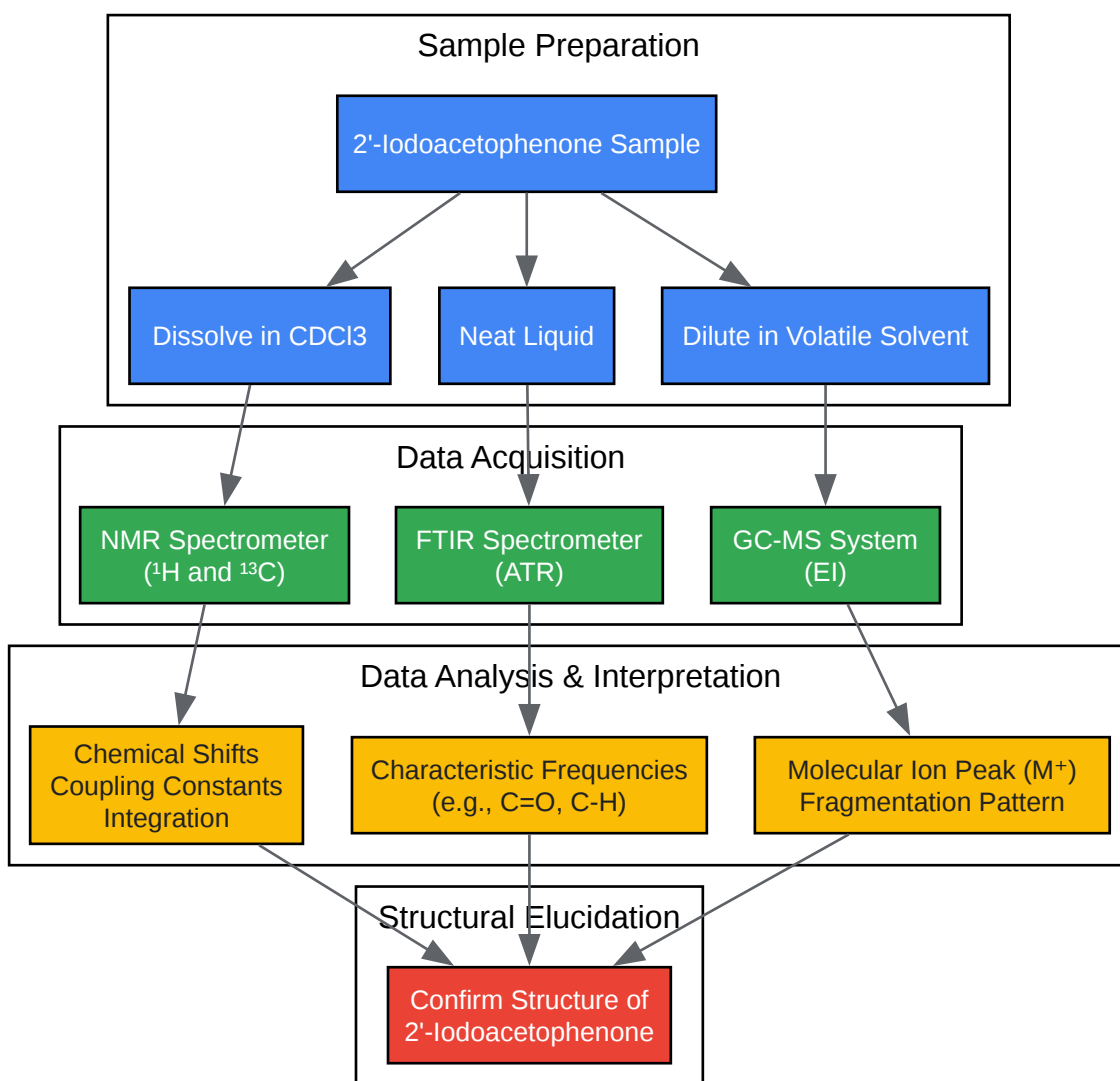 Sample Preparation
2'-Iodoacetophenone Sample
Dissolve in CDCl3
Neat Liquid
Dilute in Volatile Solvent
Data Acquisition
NMR Spectrometer
(¹H and ¹³C)
FTIR Spectrometer
(ATR)
GC-MS System
(EI)
Data Analysis & Interpretation
Chemical Shifts
Coupling Constants
Integration
Characteristic Frequencies
(e.g., C=O, C-H)
Molecular Ion Peak (M⁺)
Fragmentation Pattern
Structural Elucidation
Confirm Structure of
2'-Iodoacetophenone